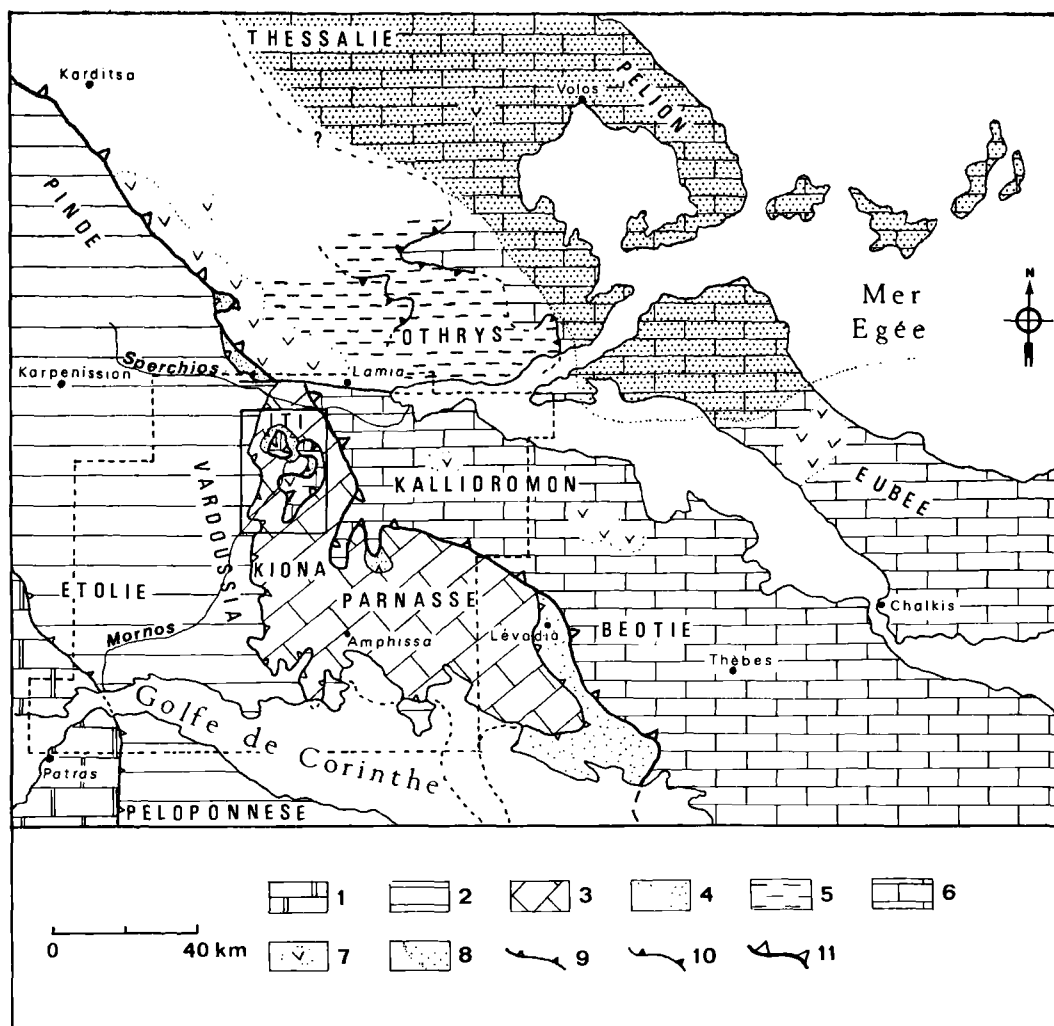 THESSALIE
Karditsa
PELION
Volos
?
PINDE
N
Mer
Egée
OTHRYS
Sperchios
Karpenission
Lamia
ITI
KALLIDROMON
EUBEE
VARDOUSSIA
KIONA
ETOLIE
PARNASSE
Chalkis
Mornos
Amphissa
Lévadia
BEOTIE
Thèbes
Golfe de Corinthe
Patras
PELOPONNESE
1 2 3 4 5 6
0 40 km
7 8 9 10 11